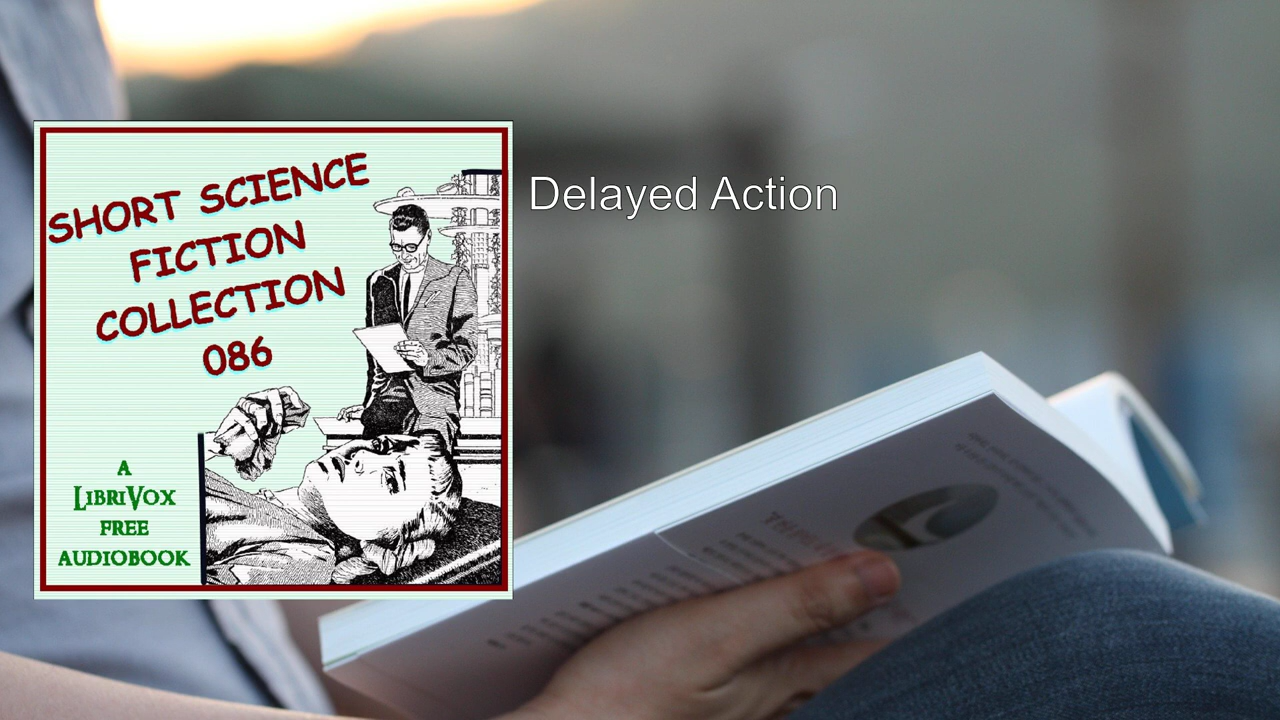 SHORT SCIENCE
FICTION
COLLECTION
086
A
LIBRIVOX
FREE
AUDIOBOOK
Delayed Action